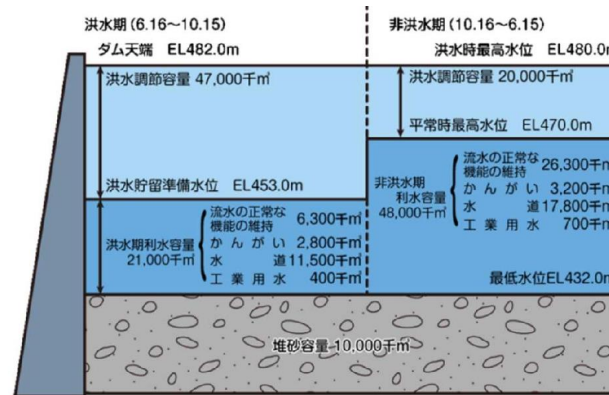 洪水期(6.16〜10.15)
ダム天端 EL482.0m
洪水調節容量 47,000千㎥
洪水貯留準備水位 EL453.0m
洪水期利水容量
21,000千㎥
流水の正常な
機能の維持 6,300千㎥
かんがい 2,800千㎥
水道 11,500千㎥
工業用水 400千㎥
非洪水期(10.16〜6.15)
洪水時最高水位 EL480.0m
洪水調節容量 20,000千㎥
平常時最高水位 EL470.0m
非洪水期
利水容量
48,000千㎥
流水の正常な
機能の維持 26,300千㎥
かんがい 3,200千㎥
水道 17,800千㎥
工業用水 700千㎥
最低水位EL432.0m
堆砂容量 10,000千㎥